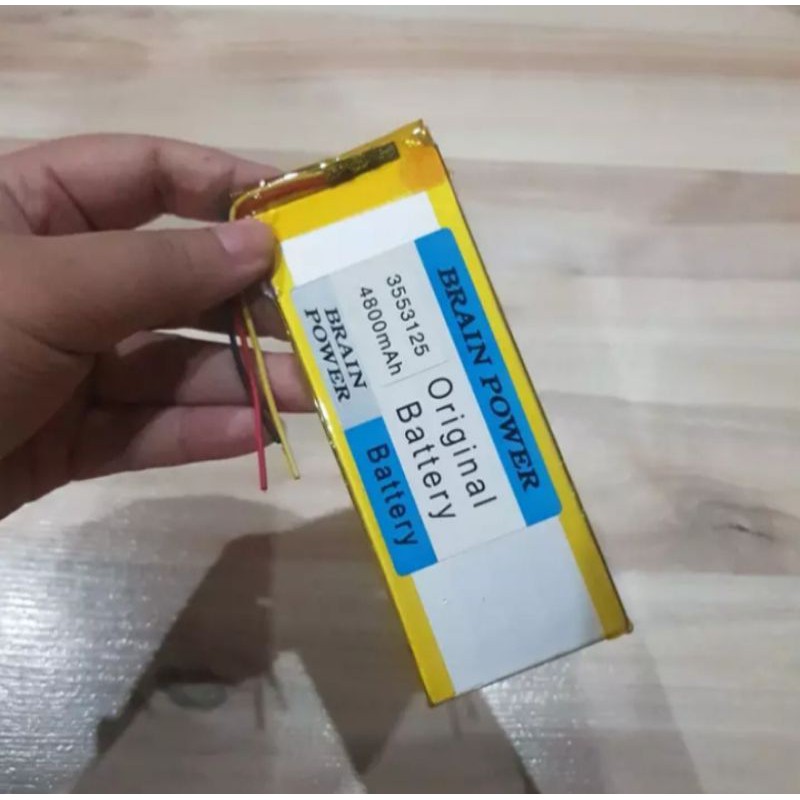 BRAIN POWER
3553125
4800mAh
Original
Battery
BRAIN
POWER
Battery